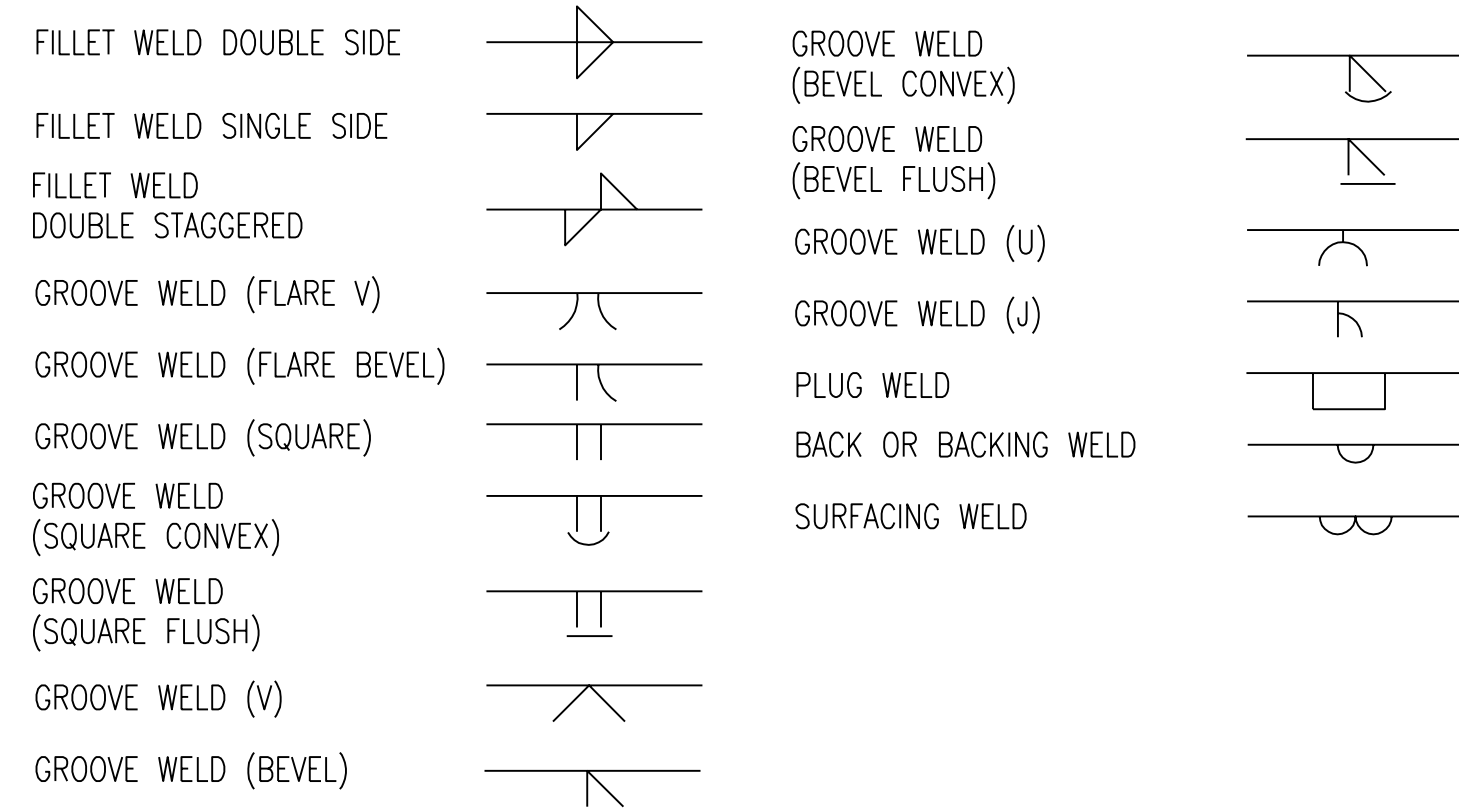 FILLET WELD DOUBLE SIDE
FILLET WELD SINGLE SIDE
FILLET WELD
DOUBLE STAGGERED
GROOVE WELD (FLARE V)
GROOVE WELD (FLARE BEVEL)
GROOVE WELD (SQUARE)
GROOVE WELD
(SQUARE CONVEX)
GROOVE WELD
(SQUARE FLUSH)
GROOVE WELD (V)
GROOVE WELD (BEVEL)
GROOVE WELD
(BEVEL CONVEX)
GROOVE WELD
(BEVEL FLUSH)
GROOVE WELD (U)
GROOVE WELD (J)
PLUG WELD
BACK OR BACKING WELD
SURFACING WELD